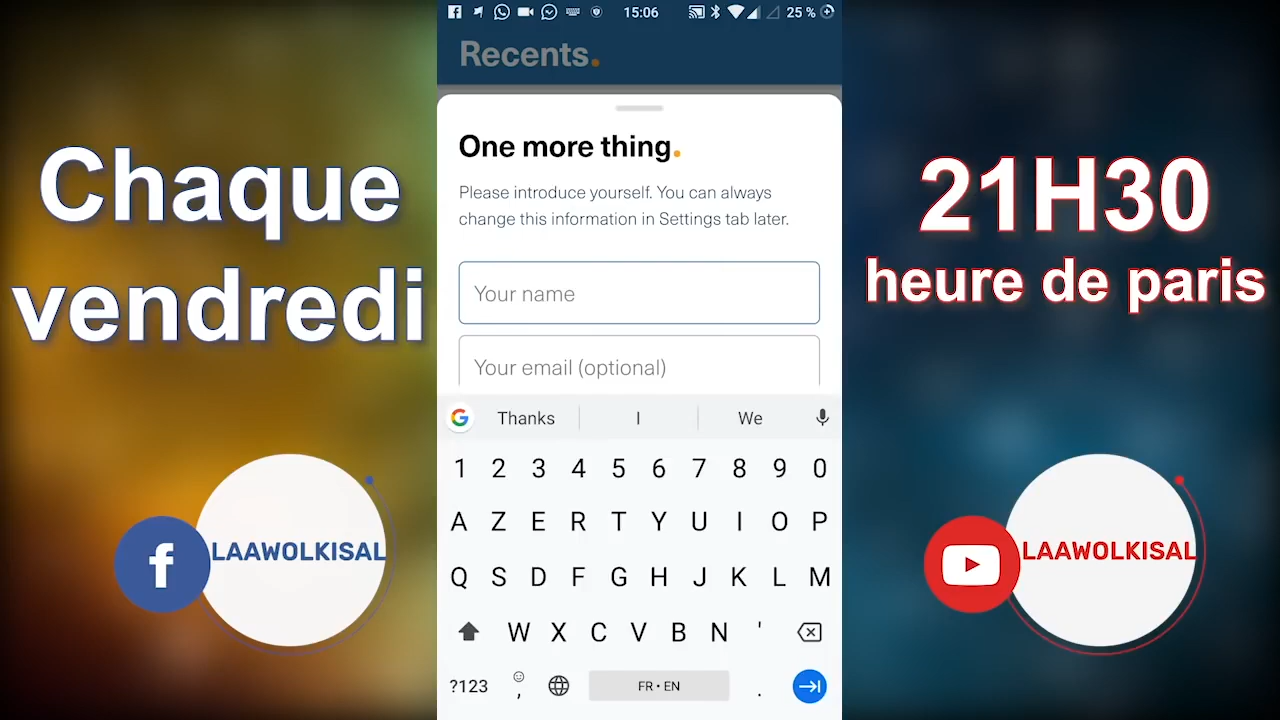 Chaque
vendredi
LAAWOLKISAL
15:06
25 %
Recents.
One more thing.
Please introduce yourself. You can always
change this information in Settings tab later.
Your name
Your email (optional)
Thanks I We
1 2 3 4 5 6 7 8 9 0
A Z E R T Y U I O P
Q S D F G H J K L M
W X C V B N '
?123 , FR • EN .
21H30
heure de paris
LAAWOLKISAL